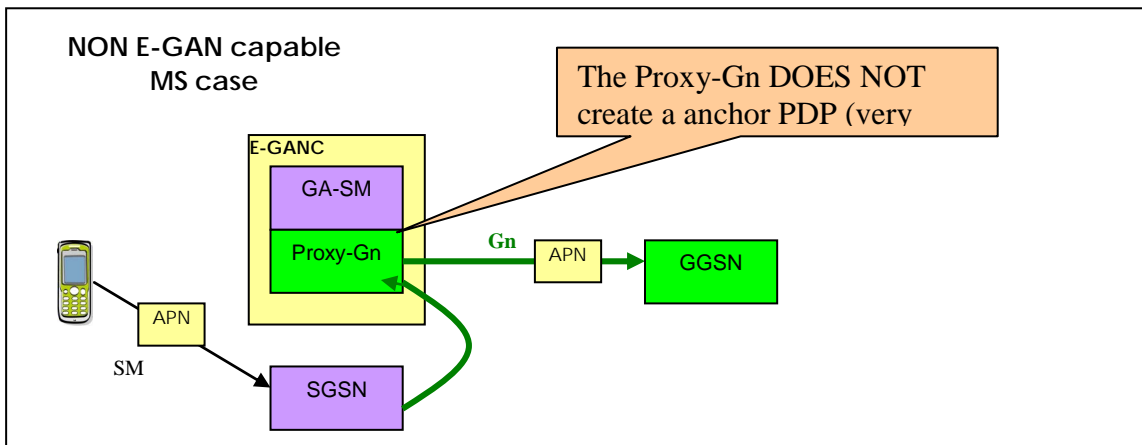 NON E-GAN capable
MS case
The Proxy-Gn DOES NOT
create a anchor PDP (very
E-GANC
GA-SM
Proxy-Gn
Gn
APN
GGSN
APN
SM
SGSN